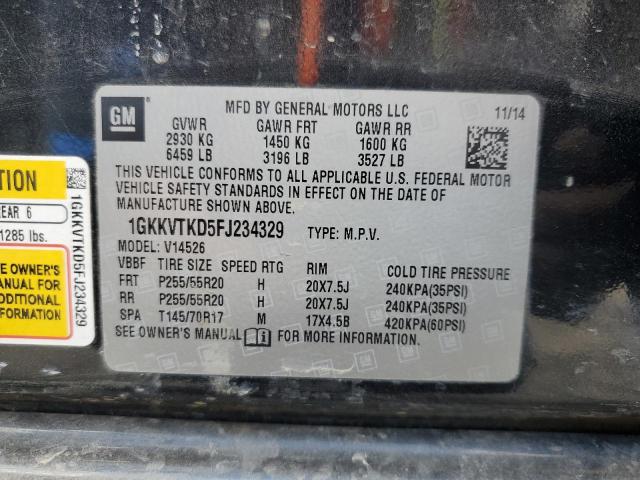 GM
MFD BY GENERAL MOTORS LLC 11/14
GVWR GAWR FRT GAWR RR
2930 KG 1450 KG 1600 KG
6459 LB 3196 LB 3527 LB
THIS VEHICLE CONFORMS TO ALL APPLICABLE U.S. FEDERAL MOTOR
VEHICLE SAFETY STANDARDS IN EFFECT ON THE DATE OF
MANUFACTURE SHOWN ABOVE.
1GKKVTKD5FJ234329 TYPE: M.P.V.
MODEL: V14526
VBBF TIRE SIZE SPEED RTG RIM COLD TIRE PRESSURE
FRT P255/55R20 H 20X7.5J 240KPA(35PSI)
RR P255/55R20 H 20X7.5J 240KPA(35PSI)
SPA T145/70R17 M 17X4.5B 420KPA(60PSI)
SEE OWNER'S MANUAL FOR MORE INFORMATION.
TION
REAR 6
1285 lbs.
E OWNER'S
MANUAL FOR
ADDITIONAL
FORMATION
1GKKVTKD5FJ234329